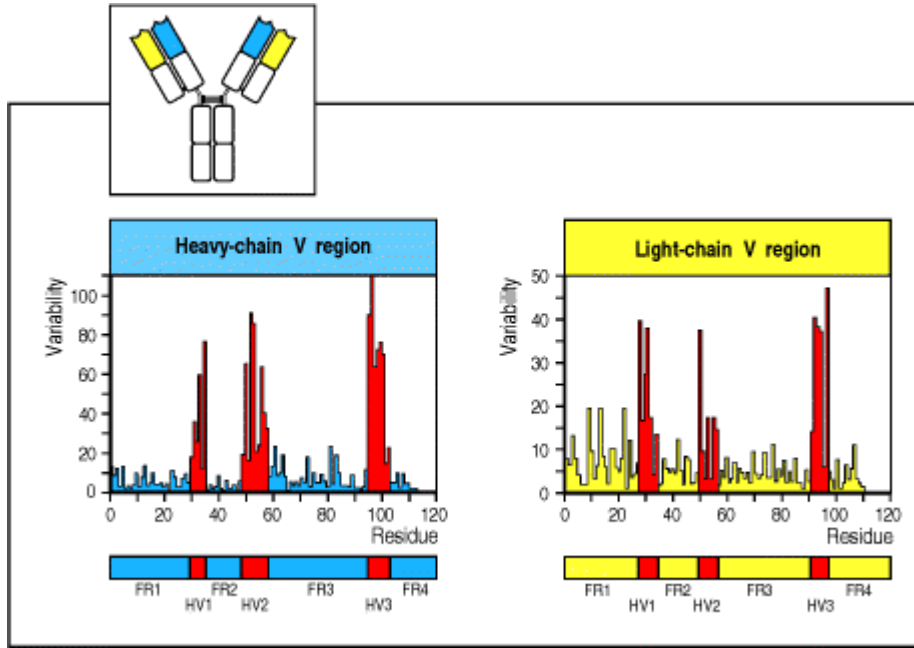 Heavy-chain V region
Variability
100
80
60
40
20
0
0 20 40 60 80 100 120
Residue
FR1 FR2 FR3 FR4
HV1 HV2 HV3
Light-chain V region
Variability
50
40
30
20
10
0
0 20 40 60 80 100 120
Residue
FR1 FR2 FR3 FR4
HV1 HV2 HV3